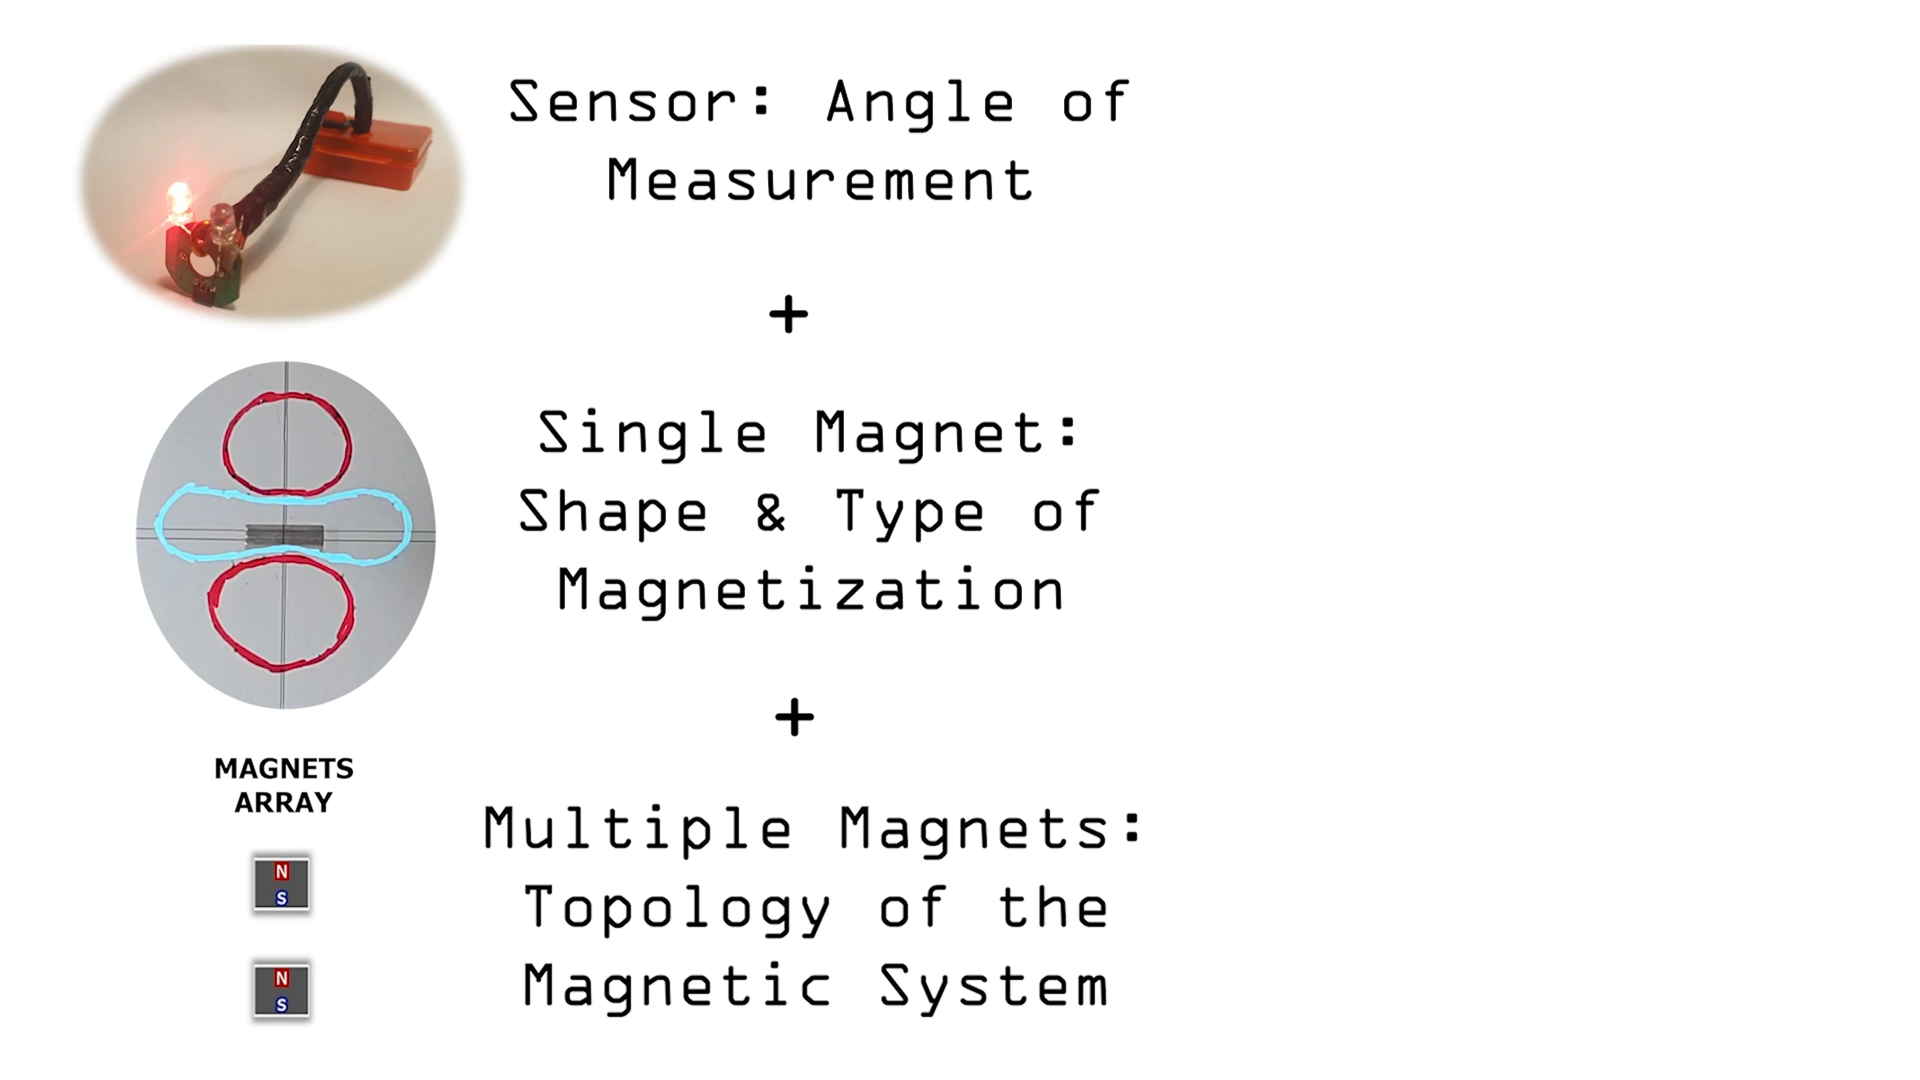 Sensor: Angle of
Measurement
+
Single Magnet:
Shape & Type of
Magnetization
+
MAGNETS
ARRAY
N
S
N
S
Multiple Magnets:
Topology of the
Magnetic System